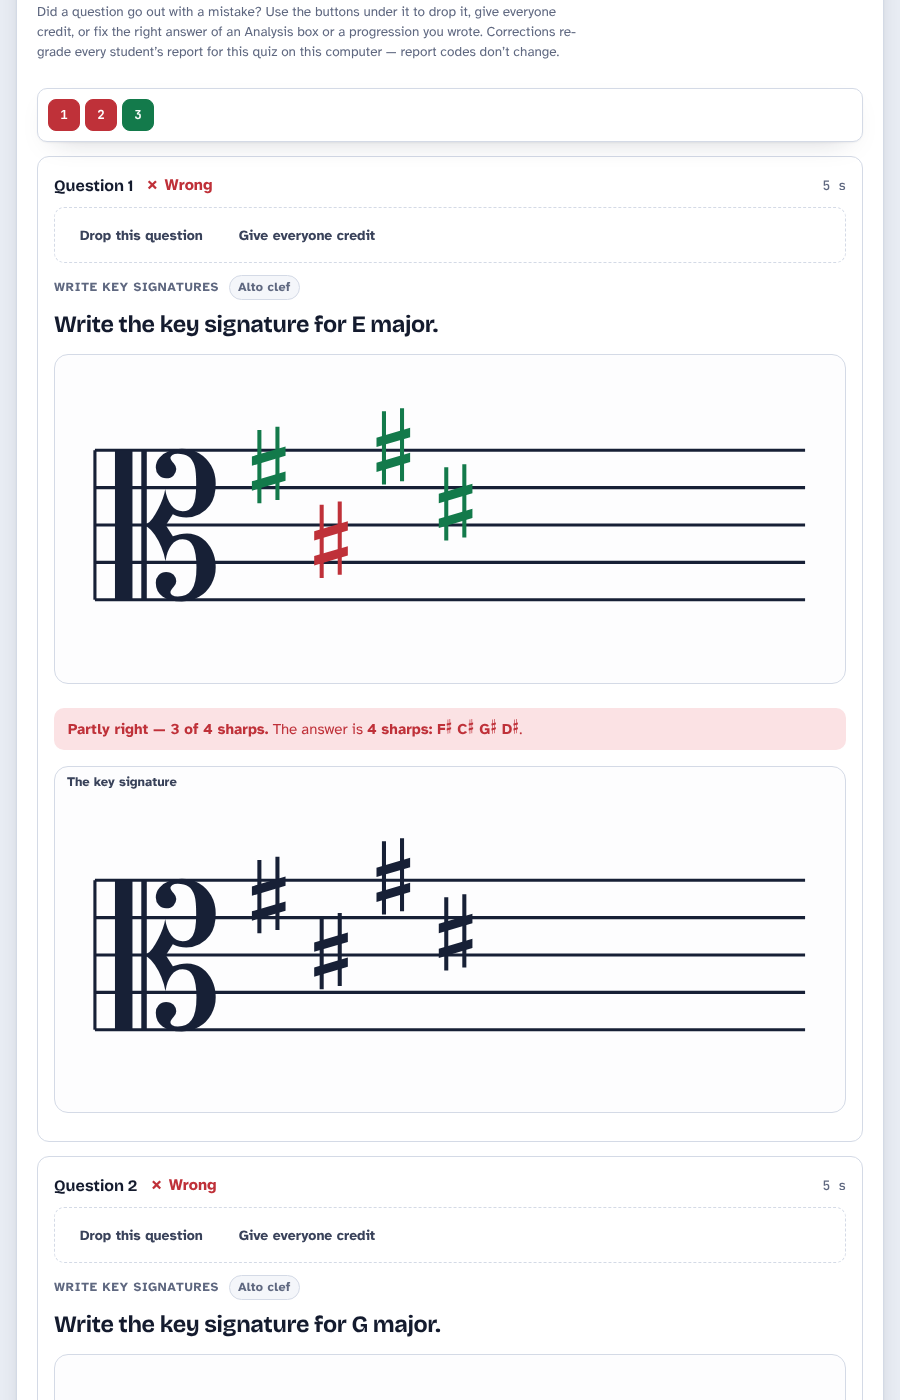 Did a question go out with a mistake? Use the buttons under it to drop it, give everyone
credit, or fix the right answer of an Analysis box or a progression you wrote. Corrections re-
grade every student’s report for this quiz on this computer — report codes don’t change.
1 2 3
Question 1 × Wrong 5 s
Drop this question Give everyone credit
WRITE KEY SIGNATURES Alto clef
Write the key signature for E major.
Partly right — 3 of 4 sharps. The answer is 4 sharps: F♯ C♯ G♯ D♯.
The key signature
Question 2 × Wrong 5 s
Drop this question Give everyone credit
WRITE KEY SIGNATURES Alto clef
Write the key signature for G major.